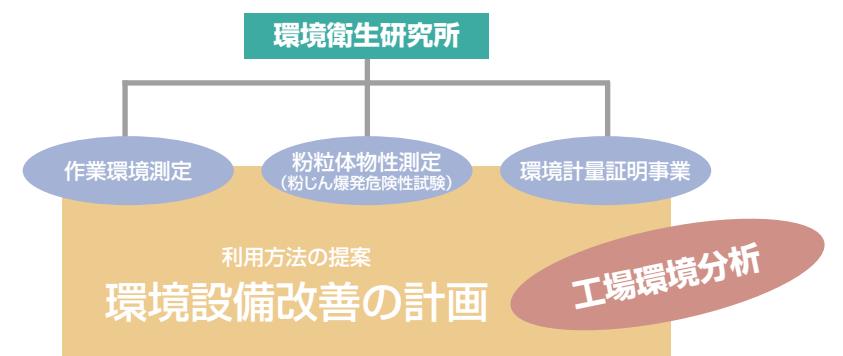 環境衛生研究所
作業環境測定
粉粒体物性測定
（粉じん爆発危険性試験）
環境計量証明事業
利用方法の提案
環境設備改善の計画
工場環境分析